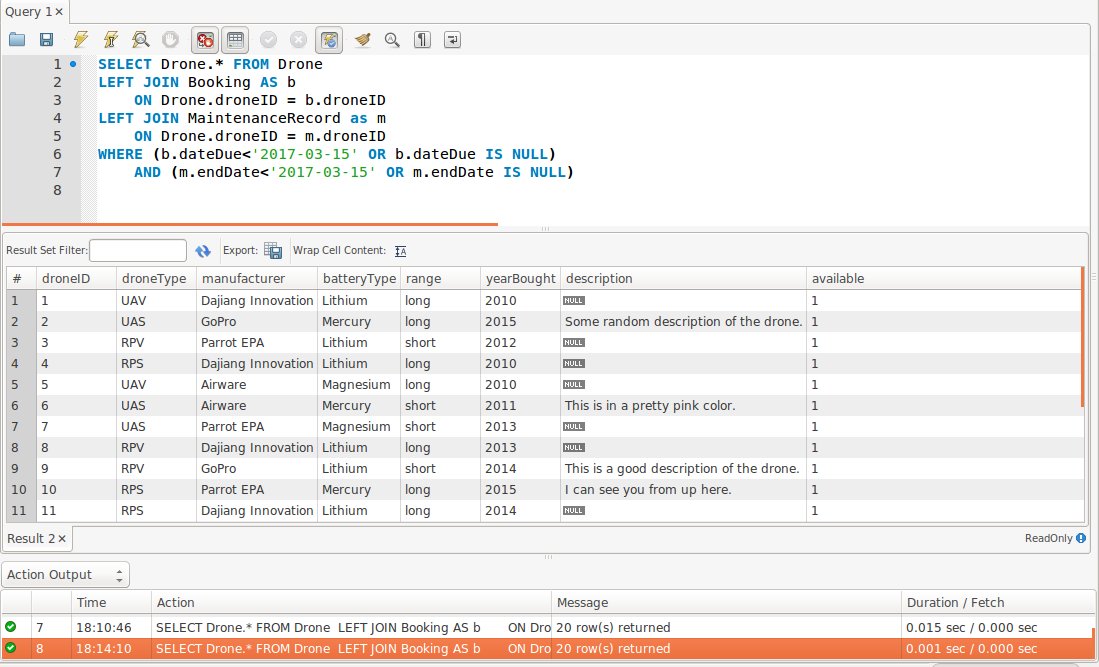 Query 1
1 SELECT Drone.* FROM Drone
2 LEFT JOIN Booking AS b
3 ON Drone.droneID = b.droneID
4 LEFT JOIN MaintenanceRecord as m
5 ON Drone.droneID = m.droneID
6 WHERE (b.dateDue<'2017-03-15' OR b.dateDue IS NULL)
7 AND (m.endDate<'2017-03-15' OR m.endDate IS NULL)
8
Result Set Filter: Export: Wrap Cell Content:
# droneID droneType manufacturer batteryType range yearBought description available
1 1 UAV Dajiang Innovation Lithium long 2010 NULL 1
2 2 UAS GoPro Mercury long 2015 Some random description of the drone. 1
3 3 RPV Parrot EPA Lithium short 2012 NULL 1
4 4 RPS Dajiang Innovation Lithium long 2010 NULL 1
5 5 UAV Airware Magnesium long 2010 NULL 1
6 6 UAS Airware Mercury short 2011 This is in a pretty pink color. 1
7 7 UAS Parrot EPA Magnesium short 2013 NULL 1
8 8 RPV Dajiang Innovation Lithium long 2013 NULL 1
9 9 RPV GoPro Lithium short 2014 This is a good description of the drone. 1
10 10 RPS Parrot EPA Mercury long 2015 I can see you from up here. 1
11 11 RPS Dajiang Innovation Lithium long 2014 NULL 1
Result 2 ReadOnly
Action Output
Time Action Message Duration / Fetch
7 18:10:46 SELECT Drone.* FROM Drone LEFT JOIN Booking AS b ON Dro 20 row(s) returned 0.015 sec / 0.000 sec
8 18:14:10 SELECT Drone.* FROM Drone LEFT JOIN Booking AS b ON Dro 20 row(s) returned 0.001 sec / 0.000 sec